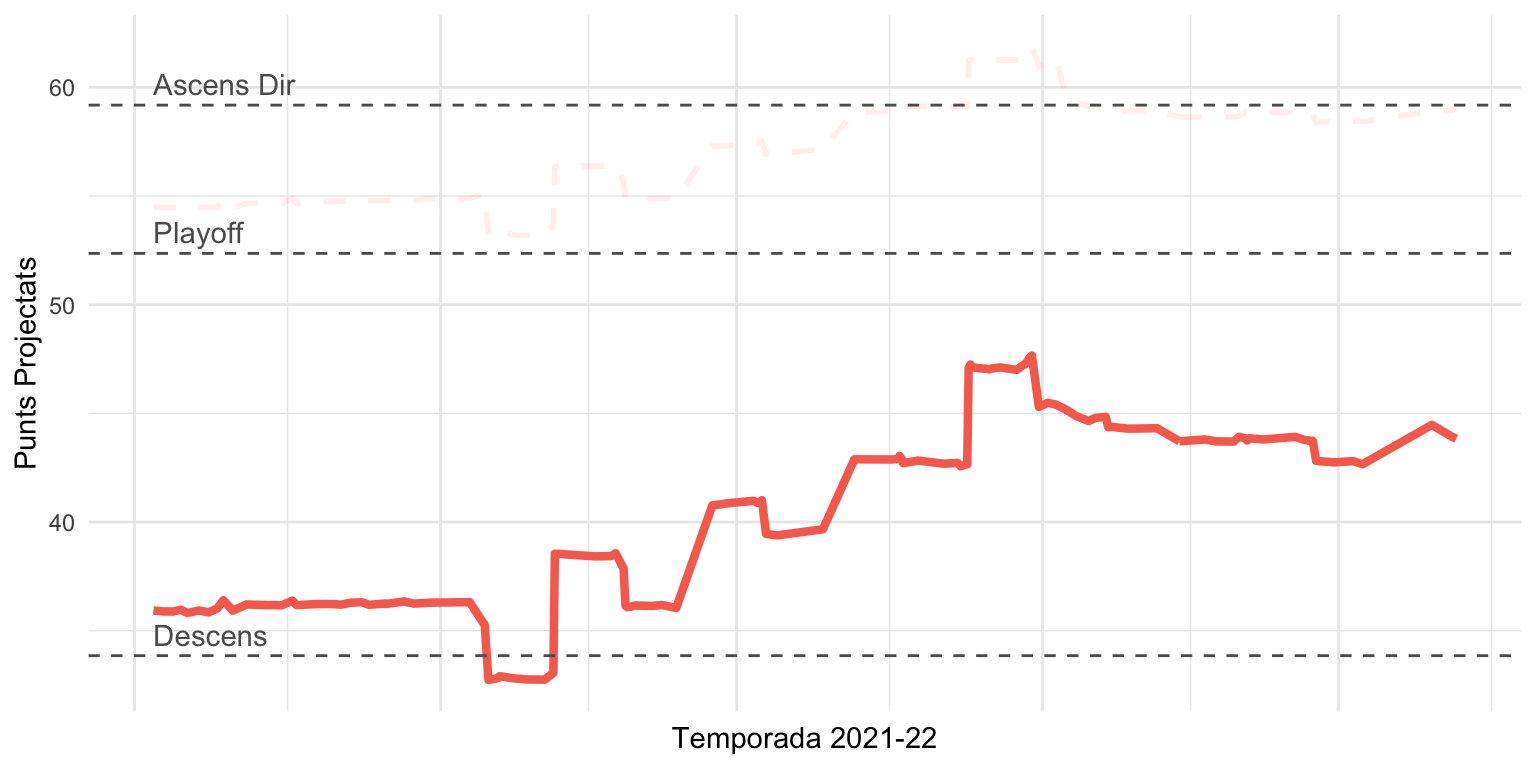 60
Ascens Dir
Playoff
50
Punts Projectats
40
Descens
Temporada 2021-22